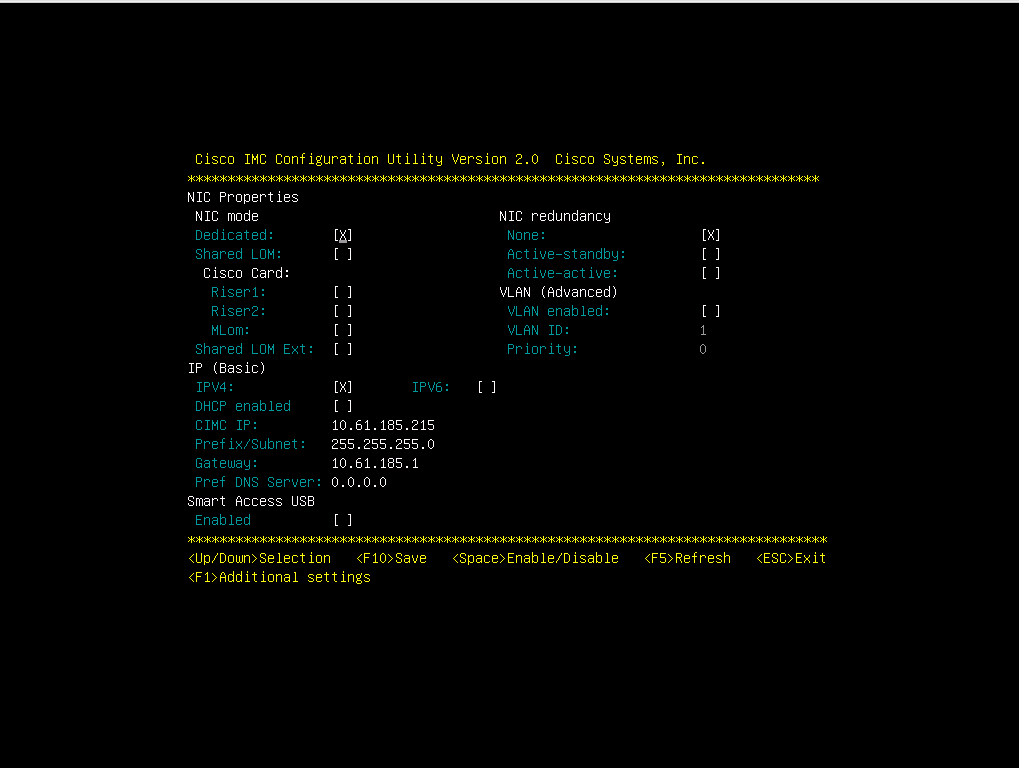 Cisco IMC Configuration Utility Version 2.0  Cisco Systems, Inc.
*******************************************************************************
NIC Properties
NIC mode                              NIC redundancy
Dedicated:       [X]                   None:                   [X]
Shared LOM:      [ ]                   Active-standby:         [ ]
Cisco Card:                            Active-active:          [ ]
Riser1:          [ ]                  VLAN (Advanced)
Riser2:          [ ]                   VLAN enabled:           [ ]
MLom:            [ ]                   VLAN ID:                1
Shared LOM Ext:  [ ]                   Priority:               0
IP (Basic)
IPV4:            [X]       IPV6:   [ ]
DHCP enabled     [ ]
CIMC IP:         10.61.185.215
Prefix/Subnet:   255.255.255.0
Gateway:         10.61.185.1
Pref DNS Server: 0.0.0.0
Smart Access USB
Enabled          [ ]
********************************************************************************
<Up/Down>Selection   <F10>Save   <Space>Enable/Disable   <F5>Refresh   <ESC>Exit
<F1>Additional settings